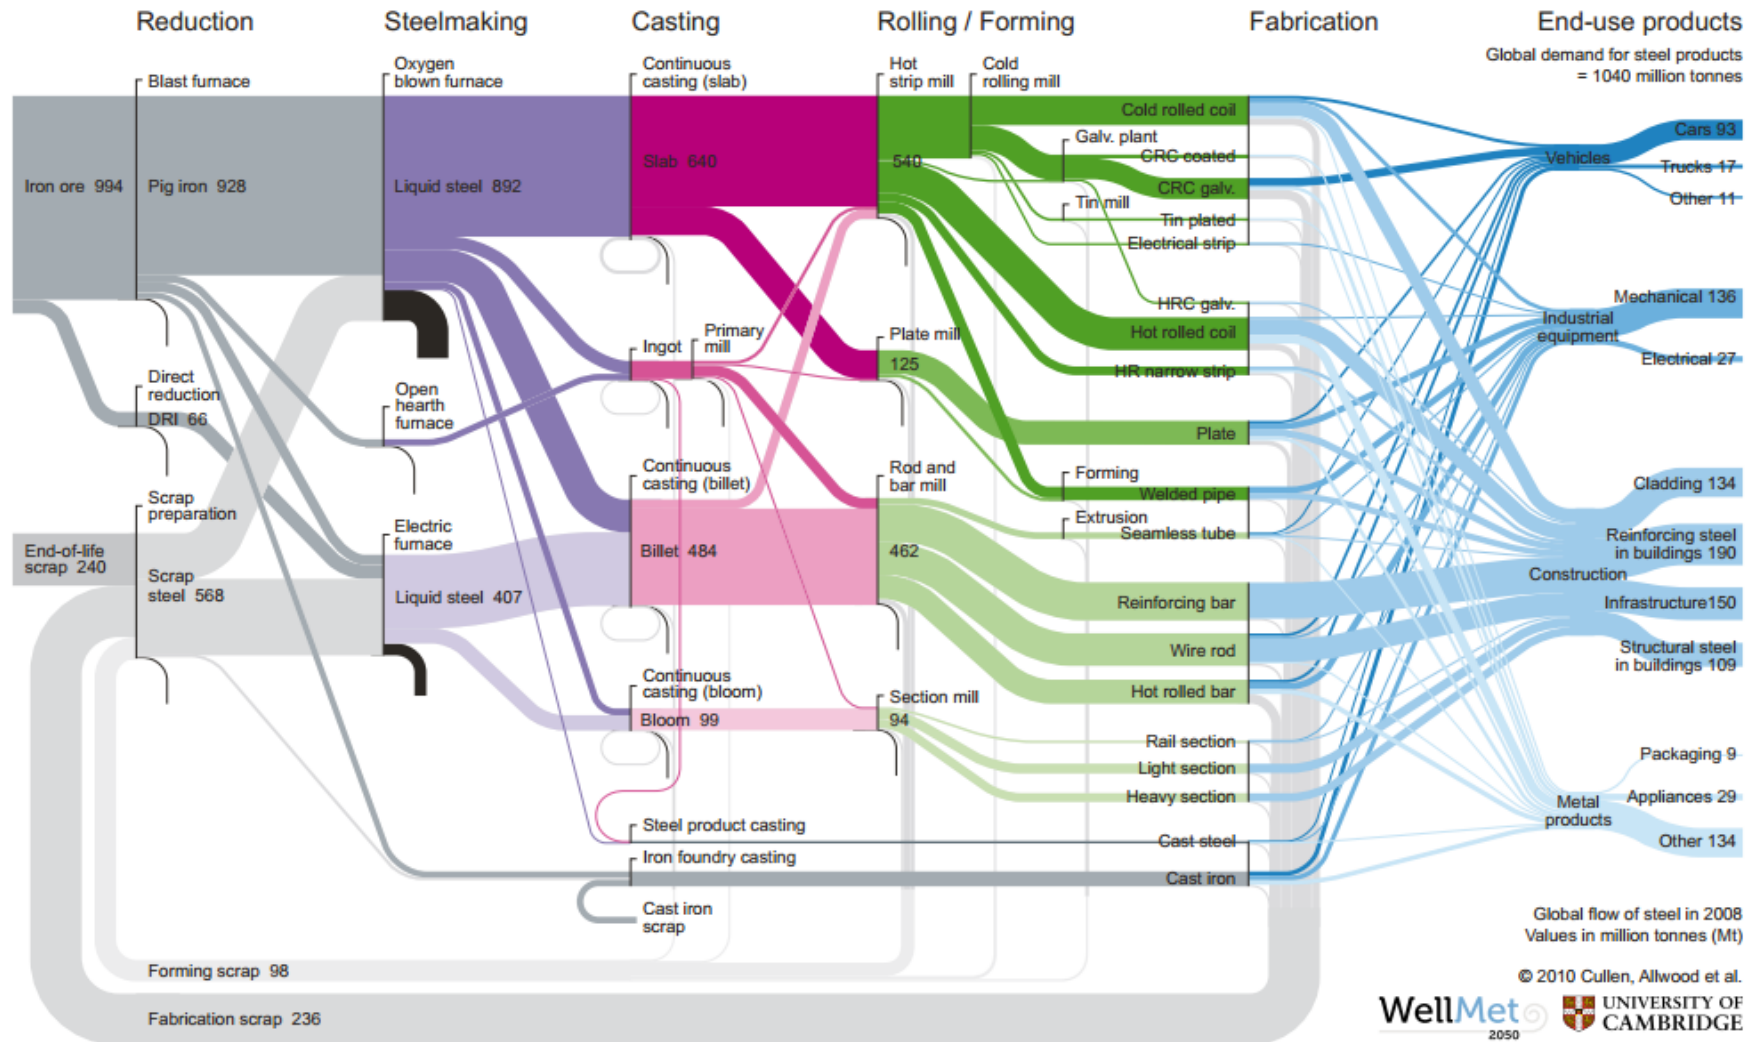 Reduction
Steelmaking
Casting
Rolling / Forming
Fabrication
End-use products
Global demand for steel products
= 1040 million tonnes
Blast furnace
Oxygen
blown furnace
Continuous
casting (slab)
Hot
strip mill
Cold
rolling mill
Iron ore 994
Pig iron 928
Liquid steel 892
Slab 640
540
Cold rolled coil
Galv. plant
CRC coated
CRC galv.
Tin mill
Tin plated
Electrical strip
HRC galv.
Hot rolled coil
HR narrow strip
Vehicles
Cars 93
Trucks 17
Other 11
Direct
reduction
DRI 66
Open
hearth
furnace
Ingot
Primary
mill
Plate mill
125
Plate
Industrial
equipment
Mechanical 136
Electrical 27
Scrap
preparation
End-of-life
scrap 240
Scrap
steel 568
Electric
furnace
Liquid steel 407
Continuous
casting (billet)
Billet 484
Rod and
bar mill
462
Forming
Welded pipe
Extrusion
Seamless tube
Reinforcing bar
Wire rod
Hot rolled bar
Construction
Cladding 134
Reinforcing steel
in buildings 190
Infrastructure150
Structural steel
in buildings 109
Continuous
casting (bloom)
Bloom 99
Section mill
94
Rail section
Light section
Heavy section
Steel product casting
Cast steel
Iron foundry casting
Cast iron
Cast iron
scrap
Metal
products
Packaging 9
Appliances 29
Other 134
Forming scrap 98
Fabrication scrap 236
Global flow of steel in 2008
Values in million tonnes (Mt)
© 2010 Cullen, Allwood et al.
WellMet
2050
UNIVERSITY OF
CAMBRIDGE